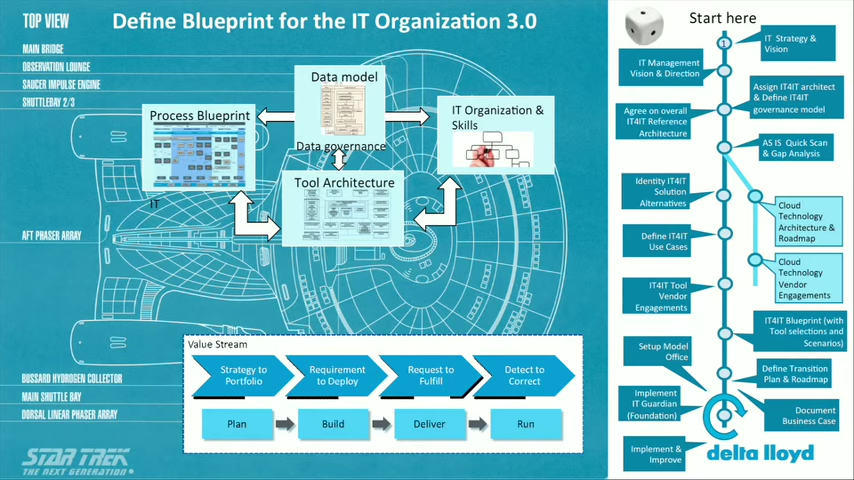 TOP VIEW
Define Blueprint for the IT Organization 3.0
MAIN BRIDGE
OBSERVATION LOUNGE
SAUCER IMPULSE ENGINE
SHUTTLEBAY 2/3
AFT PHASER ARRAY
BUSSARD HYDROGEN COLLECTOR
MAIN SHUTTLE BAY
DORSAL LINEAR PHASER ARRAY
STAR TREK
THE NEXT GENERATION
Data model
Process Blueprint
IT Organization &
Skills
Data governance
Tool Architecture
IT
Value Stream
Strategy to
Portfolio
Requirement
to Deploy
Request to
Fulfill
Detect to
Correct
Plan
Build
Deliver
Run
Start here
1
IT Strategy &
Vision
IT Management
Vision & Direction
Assign IT4IT architect
& Define IT4IT
governance model
Agree on overall
IT4IT Reference
Architecture
AS IS Quick Scan
& Gap Analysis
Identity IT4IT
Solution
Alternatives
Cloud
Technology
Architecture &
Roadmap
Define IT4IT
Use Cases
Cloud
Technology
Vendor
Engagements
IT4IT Tool
Vendor
Engagements
IT4IT Blueprint (with
Tool selections and
Scenarios)
Setup Model
Office
Define Transition
Plan & Roadmap
Implement
IT Guardian
(Foundation)
Document
Business Case
Implement &
Improve
delta lloyd